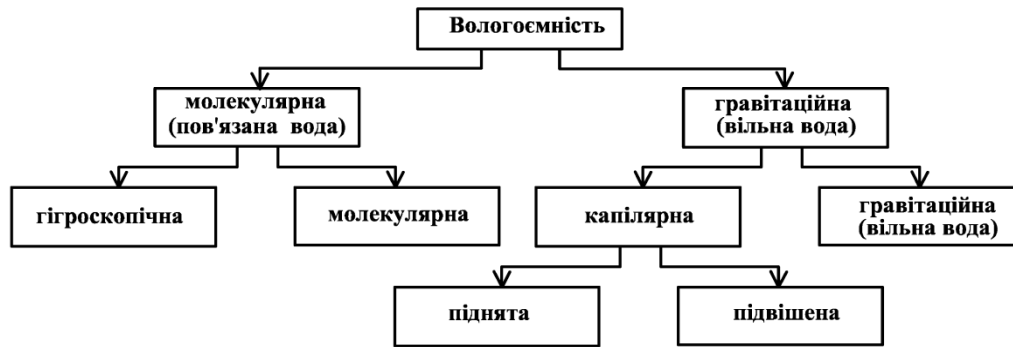 Вологоємність
молекулярна
(пов'язана вода)
гравітаційна
(вільна вода)
гігроскопічна
молекулярна
капілярна
гравітаційна
(вільна вода)
піднята
підвішена